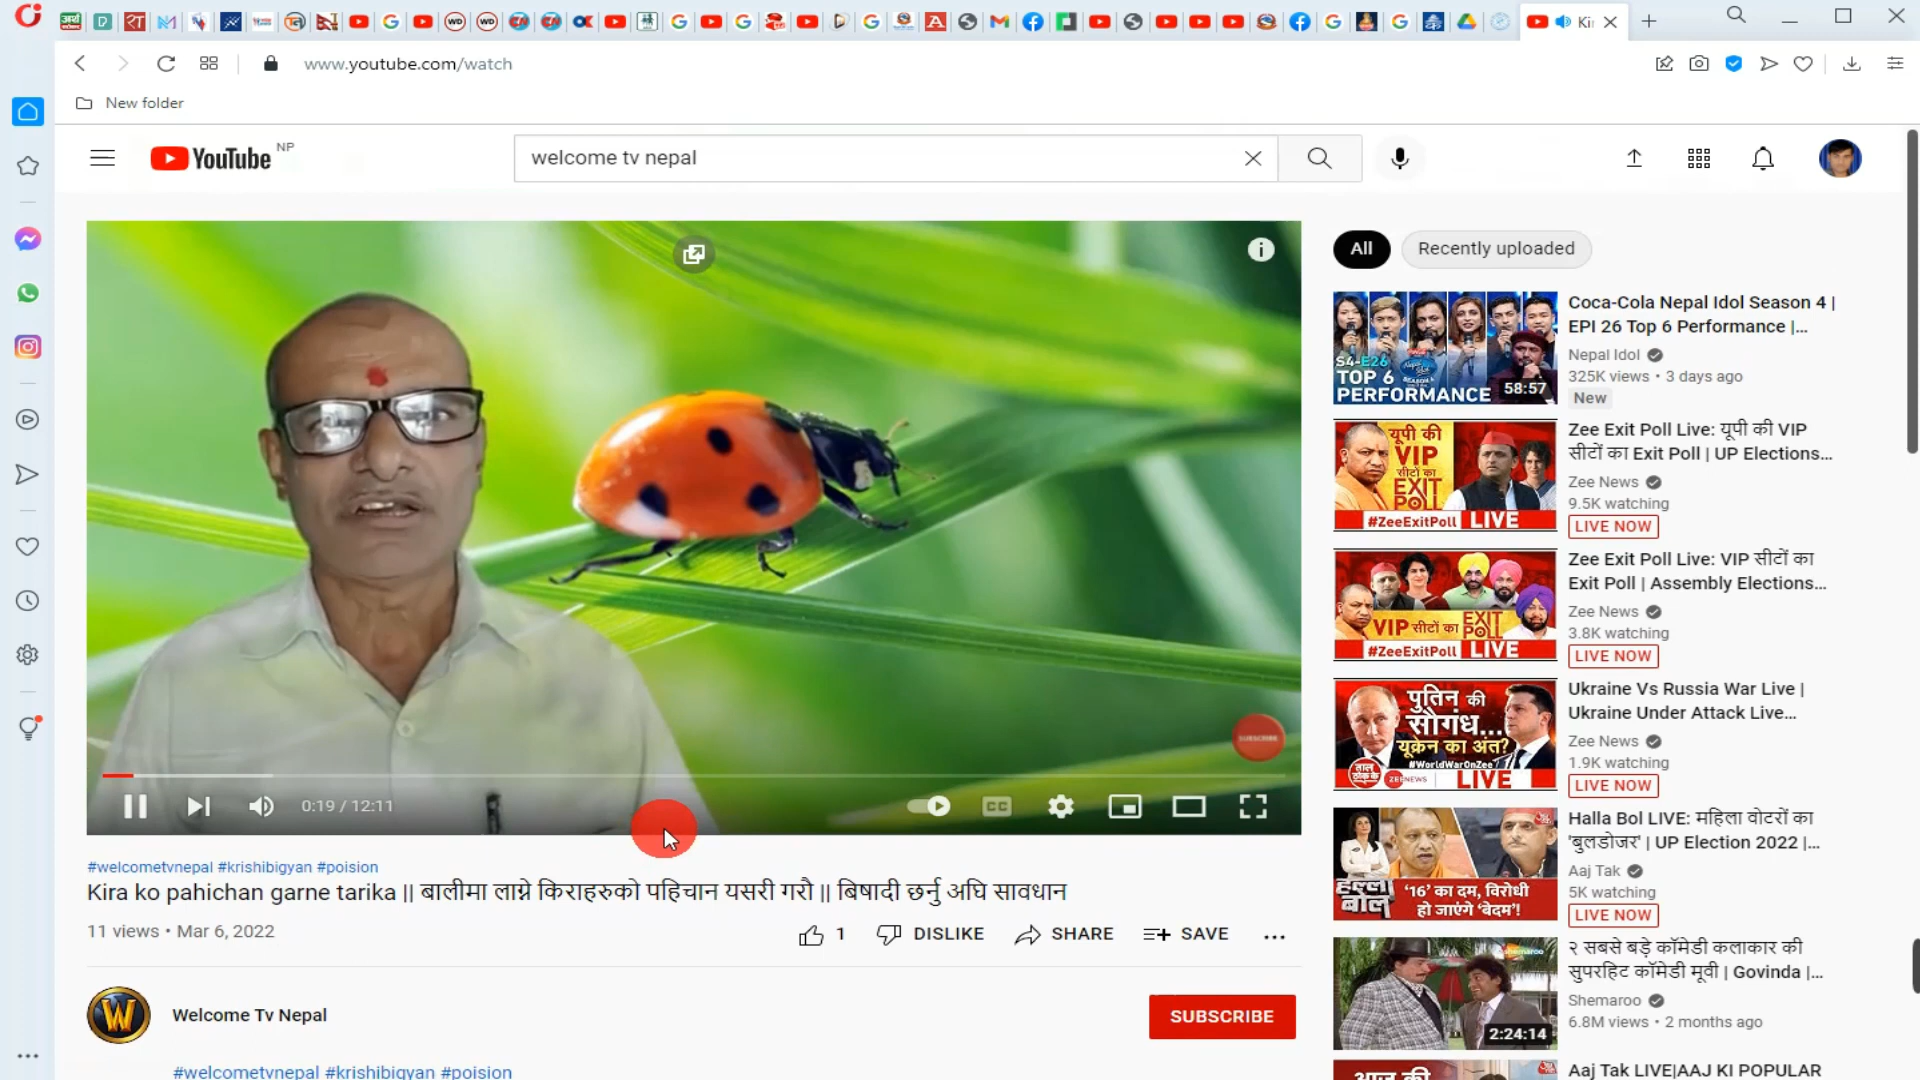 Ki
www.youtube.com/watch
New folder
YouTube NP
welcome tv nepal
SUBSCRIBE
0:19 / 12:11
CC
#welcometvnepal #krishibigyan #poision
Kira ko pahichan garne tarika || बालीमा लाग्ने किराहरुको पहिचान यसरी गरौ || बिषादी छर्नु अघि सावधान
11 views • Mar 6, 2022
1 DISLIKE SHARE SAVE ...
Welcome Tv Nepal
SUBSCRIBE
#welcometvnepal #krishibigyan #poision
All Recently uploaded
S4-E26
TOP 6
PERFORMANCE 58:57
Coca-Cola Nepal Idol Season 4 |
EPI 26 Top 6 Performance |...
Nepal Idol
325K views • 3 days ago
New
यूपी की
VIP
सीटों का
EXIT
POLL
#ZeeExitPoll LIVE
Zee Exit Poll Live: यूपी की VIP
सीटों का Exit Poll | UP Elections...
Zee News
9.5K watching
LIVE NOW
VIP सीटों का EXIT POLL
#ZeeExitPoll LIVE
Zee Exit Poll Live: VIP सीटों का
Exit Poll | Assembly Elections...
Zee News
3.8K watching
LIVE NOW
पुतिन की
सौगंध...
यूक्रेन का अंत?
#WorldWarOnZee
ताल ठोक के ZEE NEWS LIVE
Ukraine Vs Russia War Live |
Ukraine Under Attack Live...
Zee News
1.9K watching
LIVE NOW
हल्ला बोल
'16' का दम, विरोधी
हो जाएंगे 'बेदम'!
Halla Bol LIVE: महिला वोटरों का
'बुलडोजर' | UP Election 2022 |...
Aaj Tak
5K watching
LIVE NOW
Shemaroo
2:24:14
२ सबसे बड़े कॉमेडी कलाकार की
सुपरहिट कॉमेडी मूवी | Govinda |...
Shemaroo
6.8M views • 2 months ago
आज की
Aaj Tak LIVE|AAJ KI POPULAR